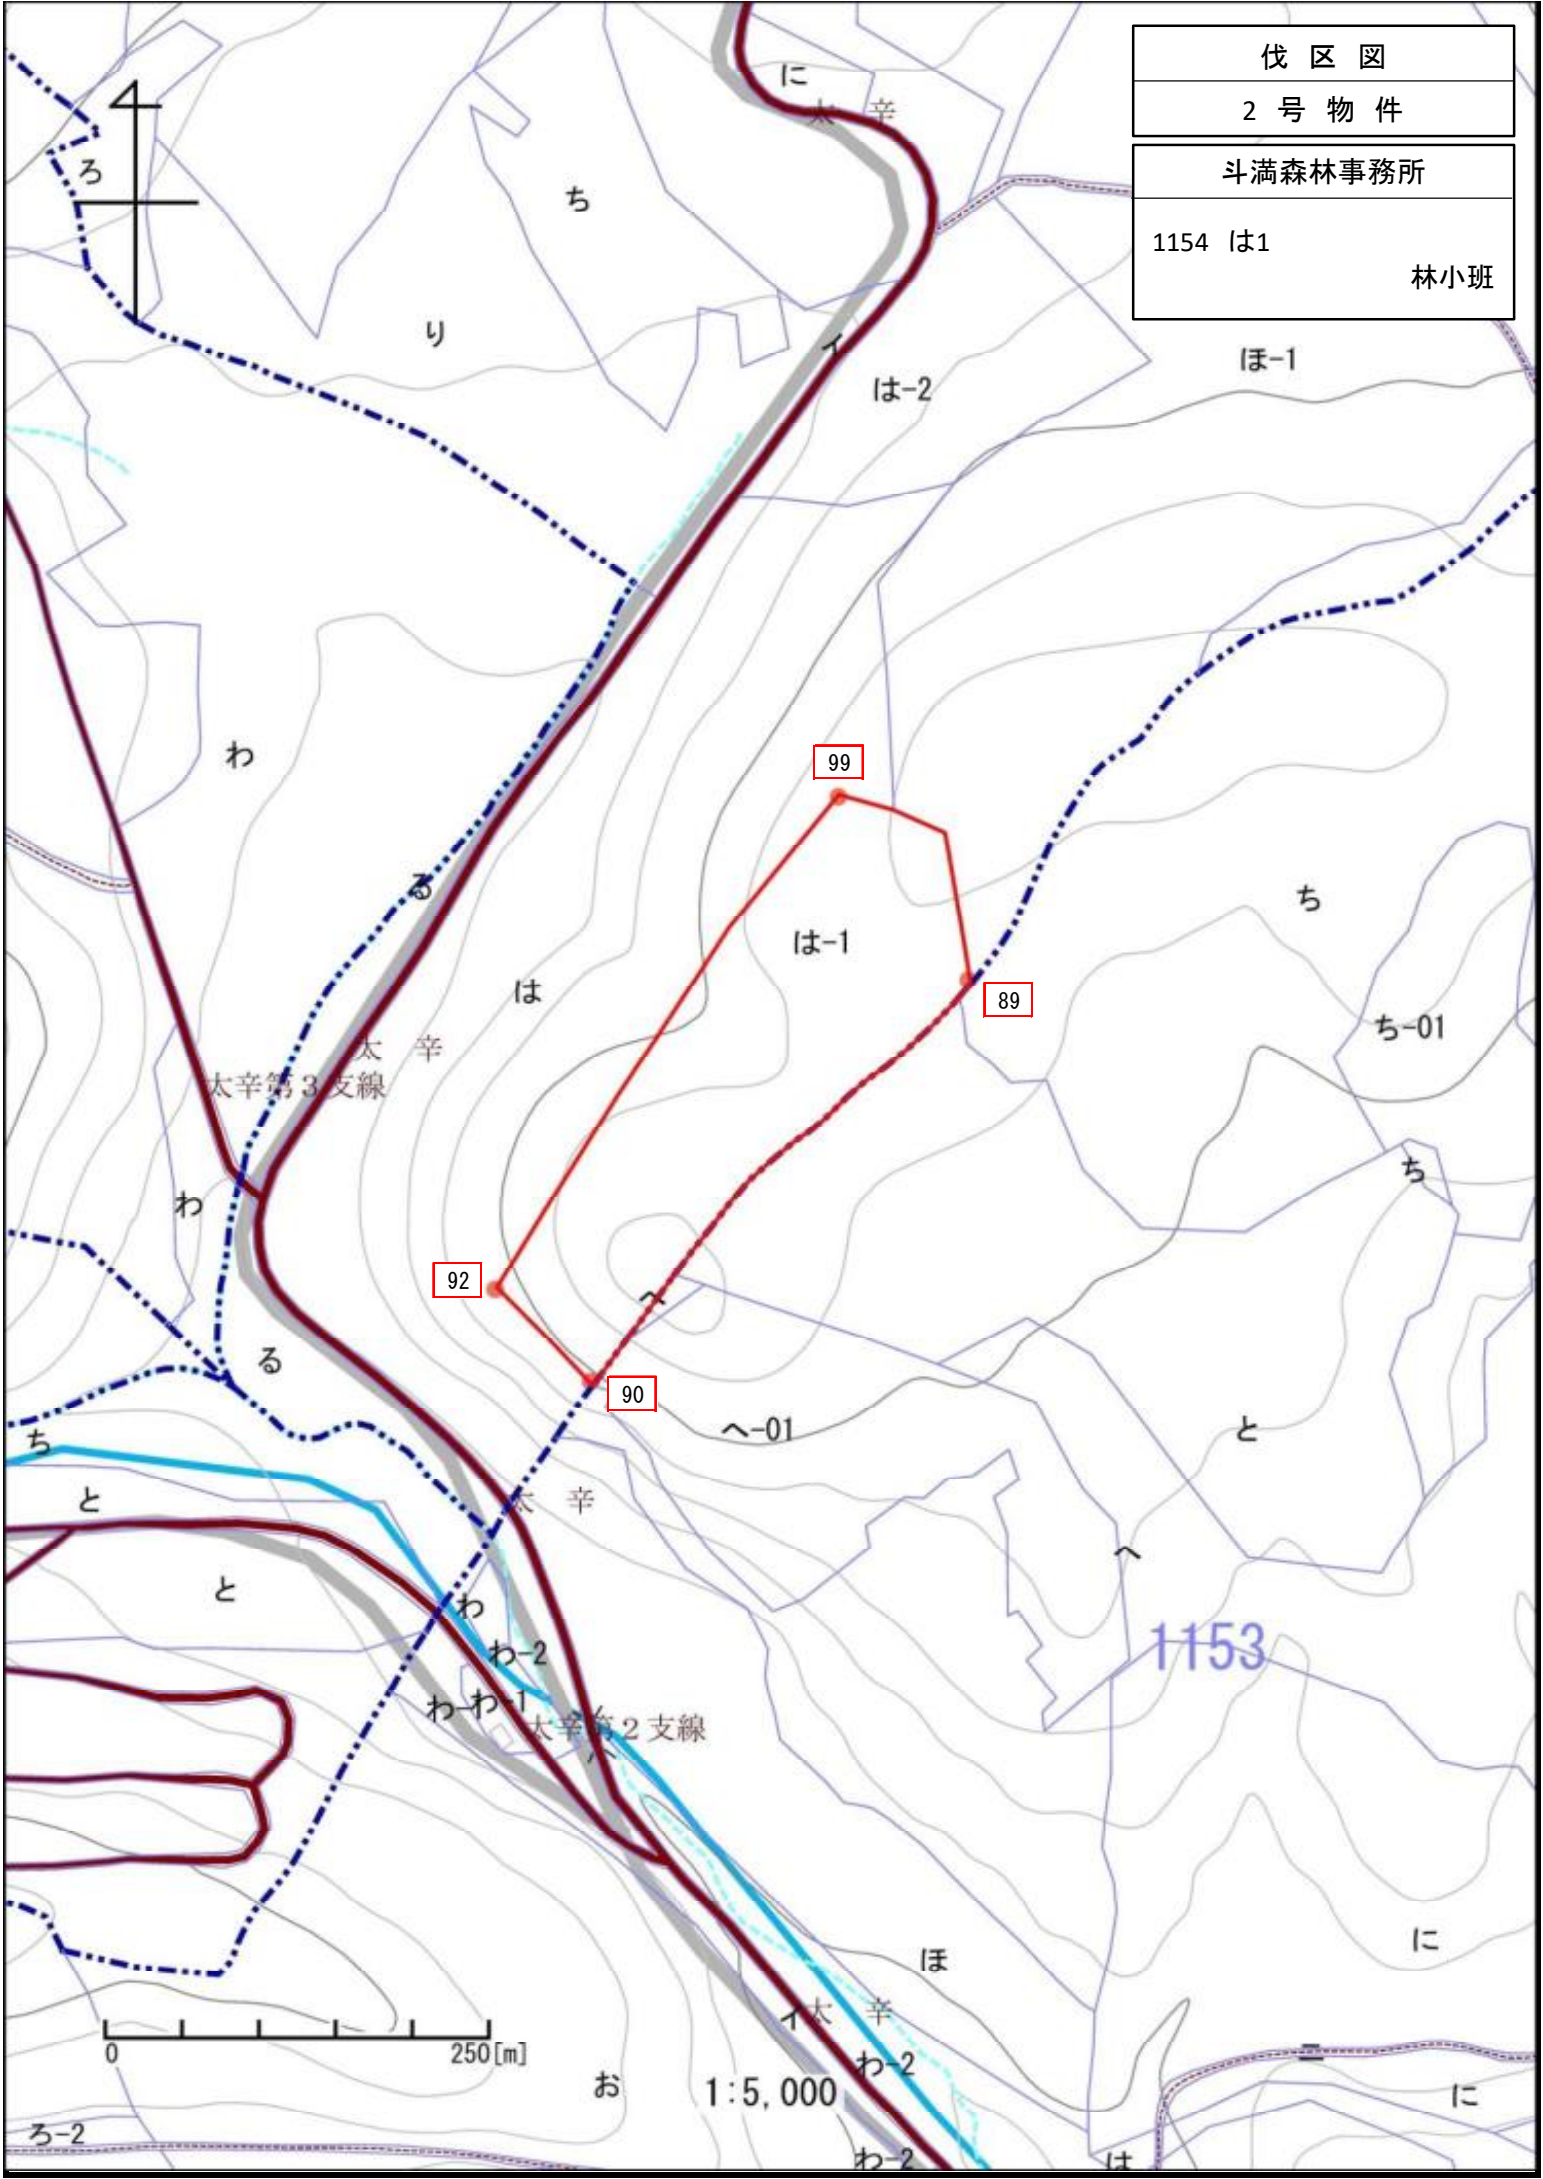 伐 区 図
2 号 物 件
斗満森林事務所
1154 は1
林小班
に
太 辛
ろ
ち
り
イ
は-2
ほ-1
わ
99
る
は-1
ち
は
89
ち-01
太 辛
太辛第3支線
ち
わ
92
へ
る
90
へ-01
と
ち
と
太 辛
へ
と
わ
1153
わ-2
わ-わ-1
太辛第2支線
ほ
に
イ
太 辛
0
250[m]
わ-2
お
1:5,000
に
ろ-2
わ-2
は